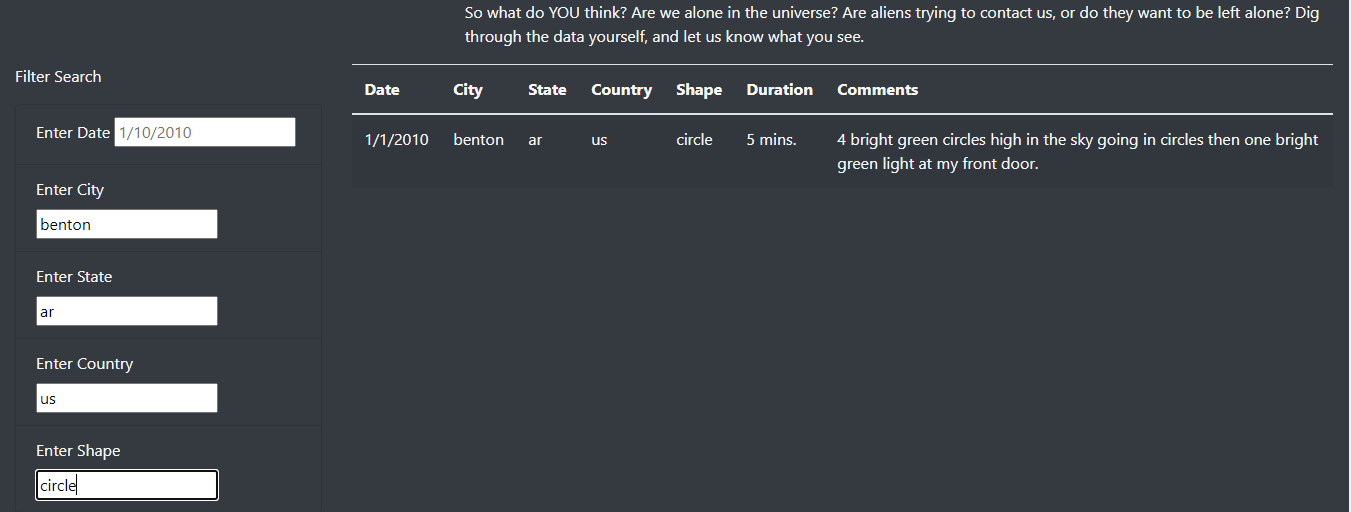 So what do YOU think? Are we alone in the universe? Are aliens trying to contact us, or do they want to be left alone? Dig
through the data yourself, and let us know what you see.
Filter Search
Enter Date 1/10/2010
Enter City
benton
Enter State
ar
Enter Country
us
Enter Shape
circle
Date City State Country Shape Duration Comments
1/1/2010 benton ar us circle 5 mins. 4 bright green circles high in the sky going in circles then one bright
green light at my front door.